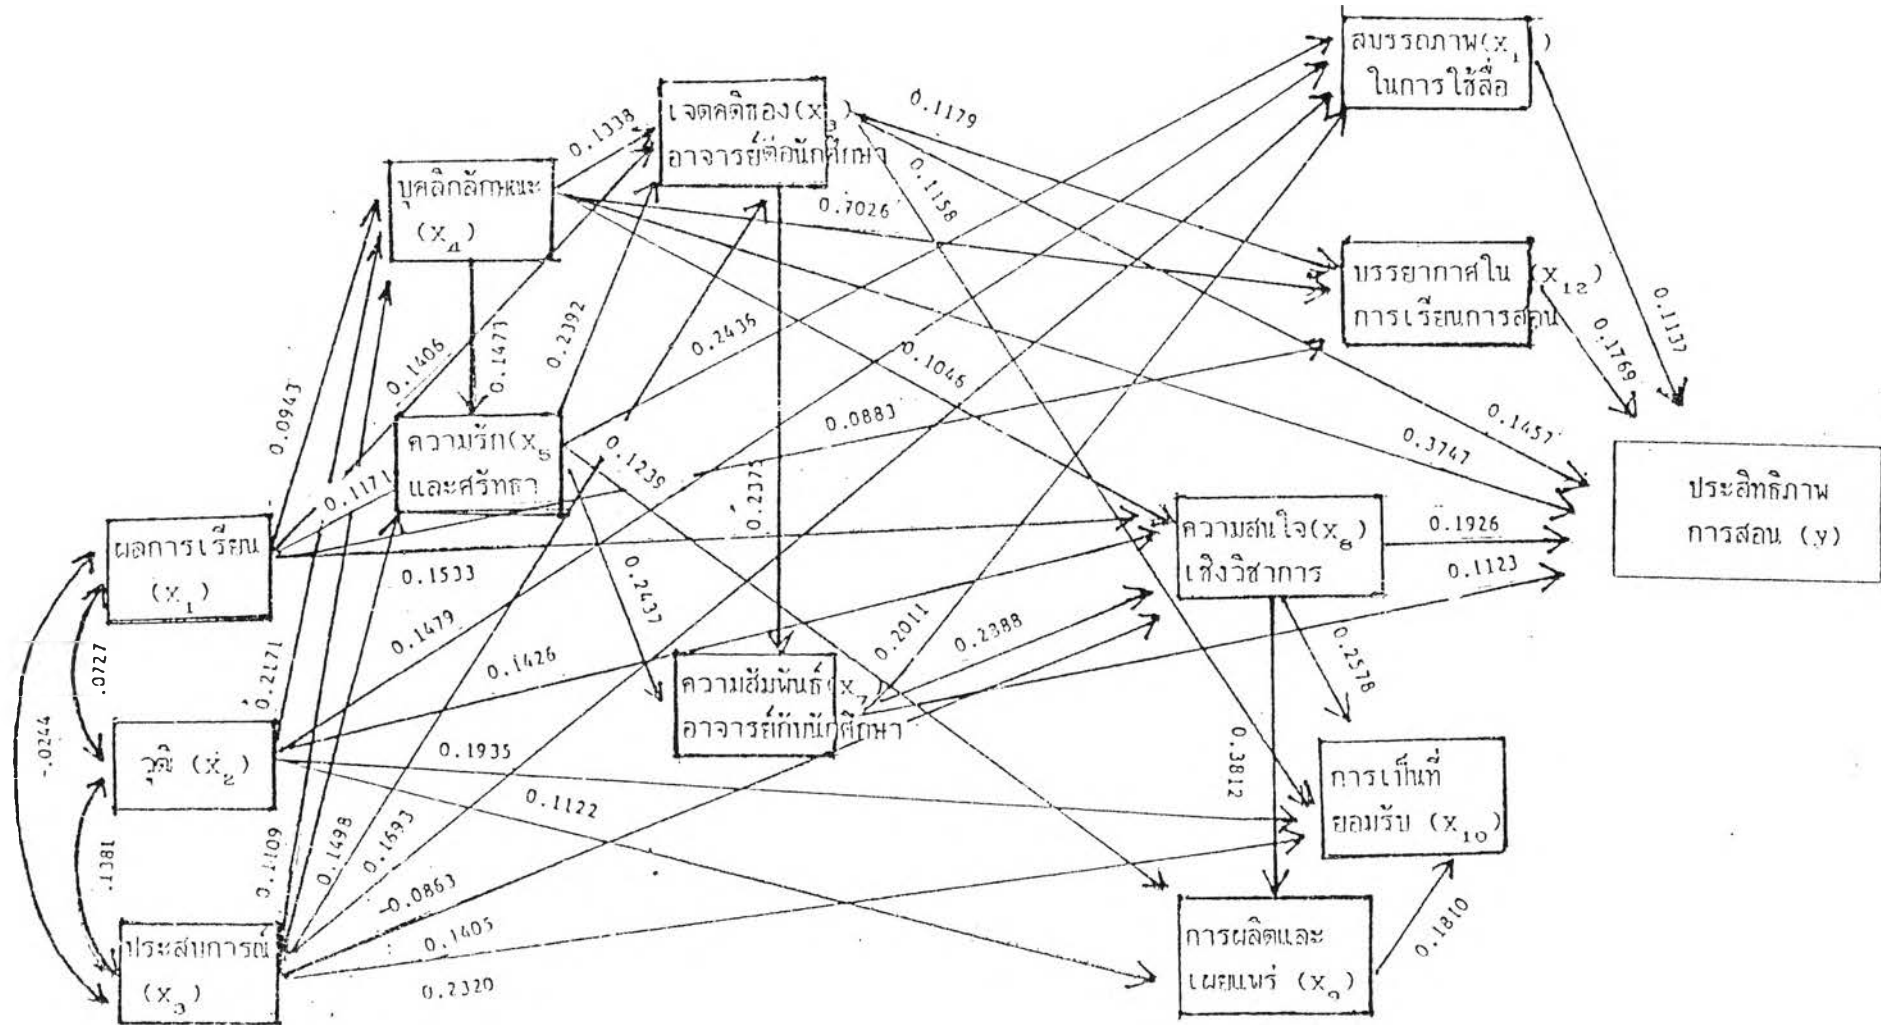 สมรรถภาพ(X₁ )
ในการใช้สื่อ
เจตคติของ(X₃)
อาจารย์ต่อนักศึกษา
บุคลิกลักษณะ
(X₄)
บรรยากาศใน (X₁₂)
การเรียนการสอน
ความรัก(X₅
และศรัทธา
ประสิทธิภาพ
การสอน (y)
ผลการเรียน
(X₁)
ความสนใจ(X₈)
เชิงวิชาการ
ความสัมพันธ์(X₇)
อาจารย์กับนักศึกษา
วุฒิ (X₂)
การเป็นที่
ยอมรับ (X₁₀)
ประสบการณ์
(X₃)
การผลิตและ
เผยแพร่ (X₉)
0.1338
0.1179
0.1158
0.7026
0.1406
0.1473
0.2392
0.2436
0.1046
0.0883
0.1137
0.1769
0.1457
0.3747
0.0943
0.1171
0.1239
0.2375
0.1926
0.1123
0.1533
0.2437
0.1479
0.1426
0.2011
0.2388
0.2578
0.3812
.0727
-.0244
.1381
0.2171
0.1935
0.1122
0.1109
0.1498
0.1693
-0.0863
0.1405
0.2320
0.1810